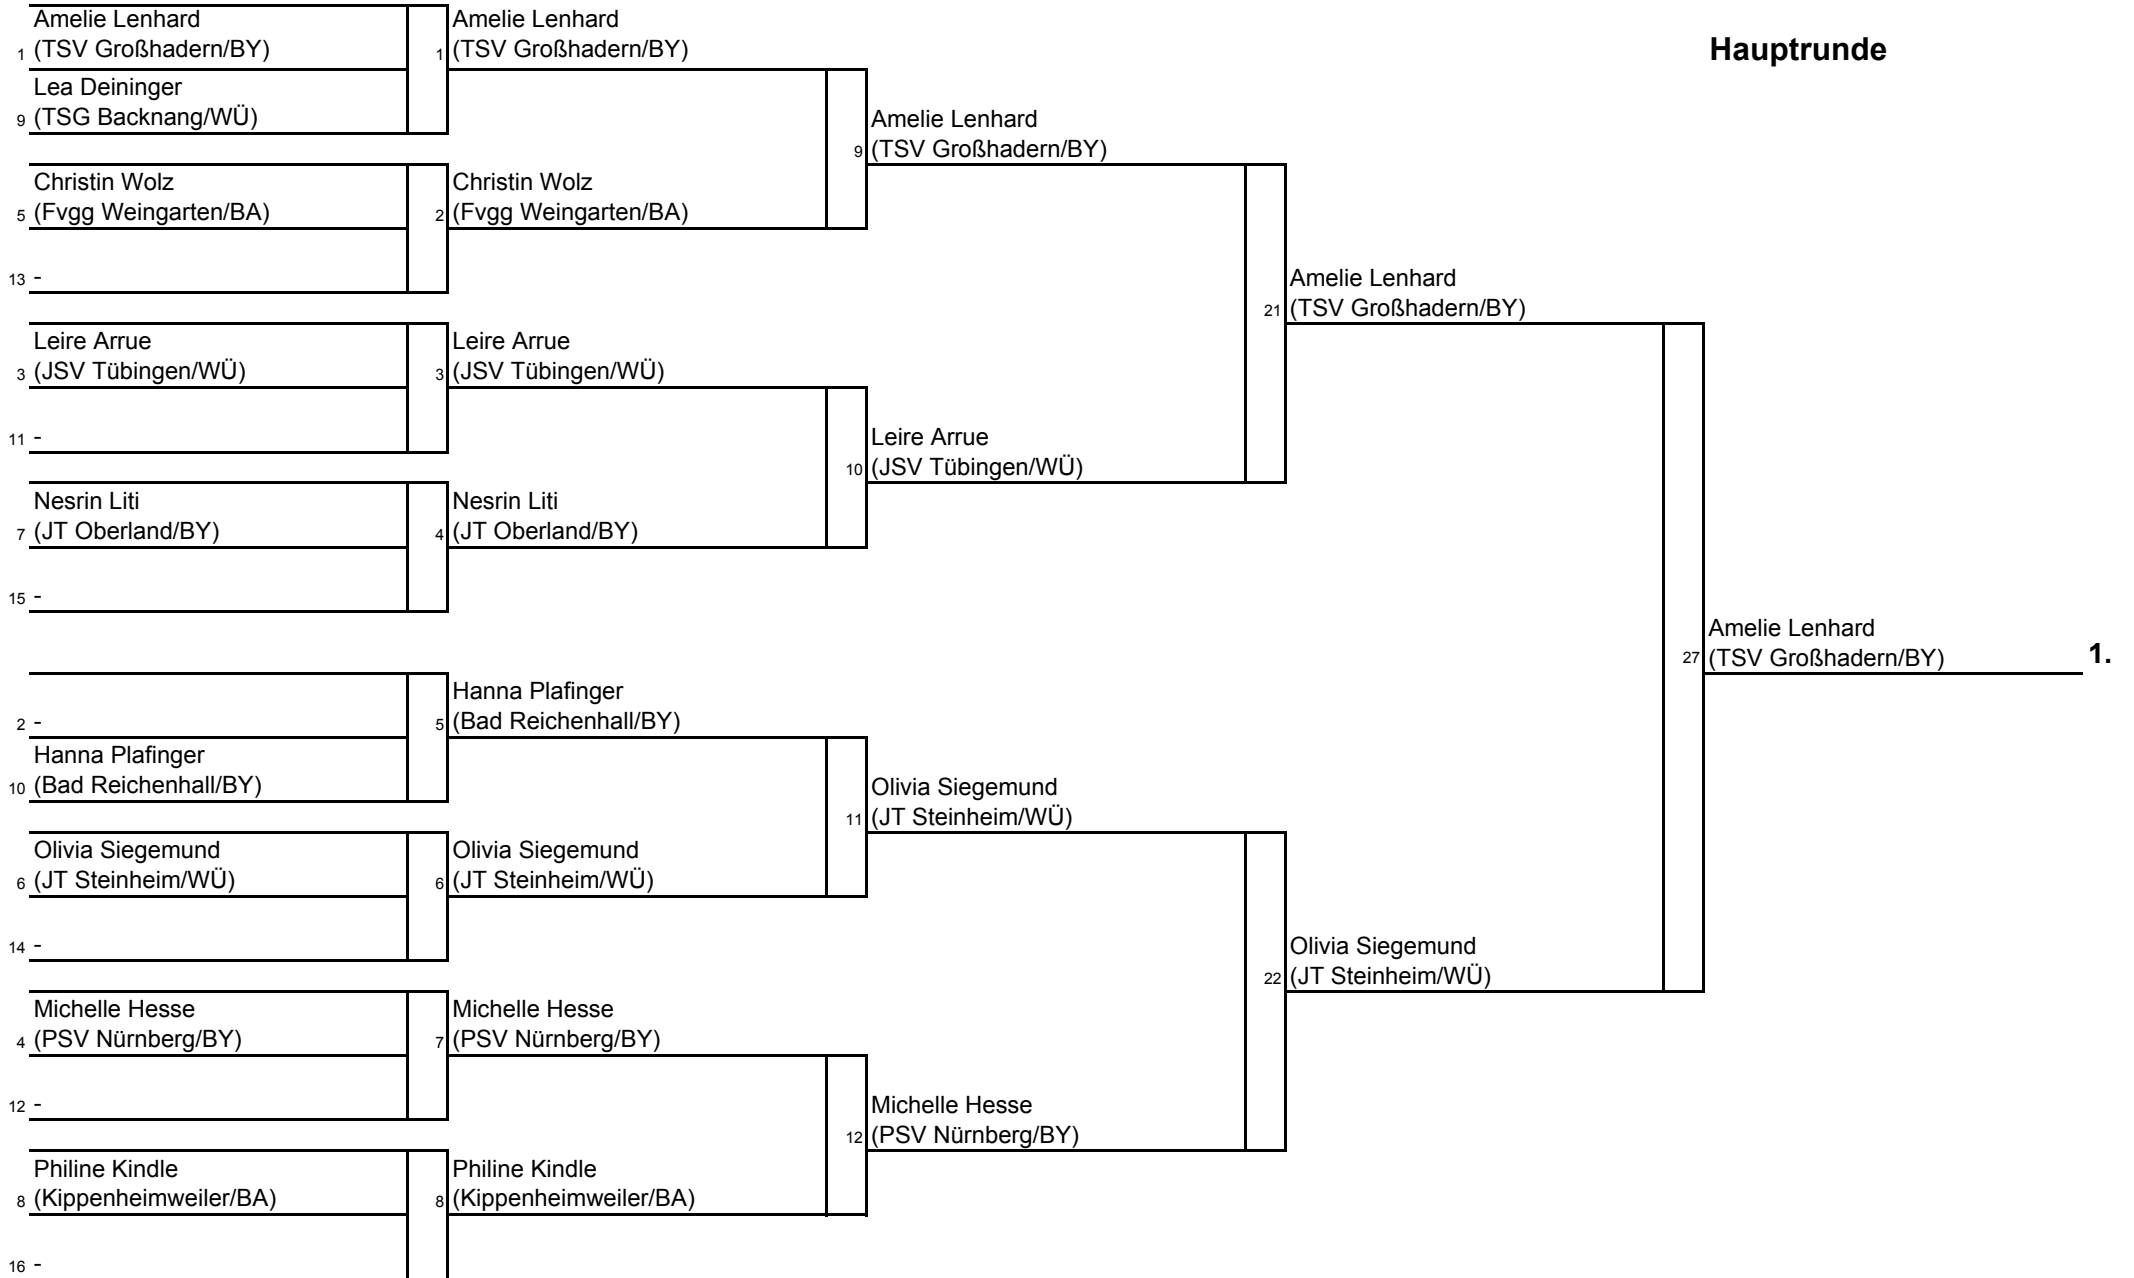 Hauptrunde
Amelie Lenhard
1 (TSV Großhadern/BY)
Lea Deininger
9 (TSG Backnang/WÜ)
Christin Wolz
5 (Fvgg Weingarten/BA)
13 -
Leire Arrue
3 (JSV Tübingen/WÜ)
11 -
Nesrin Liti
7 (JT Oberland/BY)
15 -
2 -
Hanna Plafinger
10 (Bad Reichenhall/BY)
Olivia Siegemund
6 (JT Steinheim/WÜ)
14 -
Michelle Hesse
4 (PSV Nürnberg/BY)
12 -
Philine Kindle
8 (Kippenheimweiler/BA)
16 -
Amelie Lenhard
1 (TSV Großhadern/BY)
Christin Wolz
2 (Fvgg Weingarten/BA)
Leire Arrue
3 (JSV Tübingen/WÜ)
Nesrin Liti
4 (JT Oberland/BY)
Hanna Plafinger
5 (Bad Reichenhall/BY)
Olivia Siegemund
6 (JT Steinheim/WÜ)
Michelle Hesse
7 (PSV Nürnberg/BY)
Philine Kindle
8 (Kippenheimweiler/BA)
Amelie Lenhard
9 (TSV Großhadern/BY)
Leire Arrue
10 (JSV Tübingen/WÜ)
Olivia Siegemund
11 (JT Steinheim/WÜ)
Michelle Hesse
12 (PSV Nürnberg/BY)
Amelie Lenhard
21 (TSV Großhadern/BY)
Olivia Siegemund
22 (JT Steinheim/WÜ)
Amelie Lenhard
27 (TSV Großhadern/BY) 1.